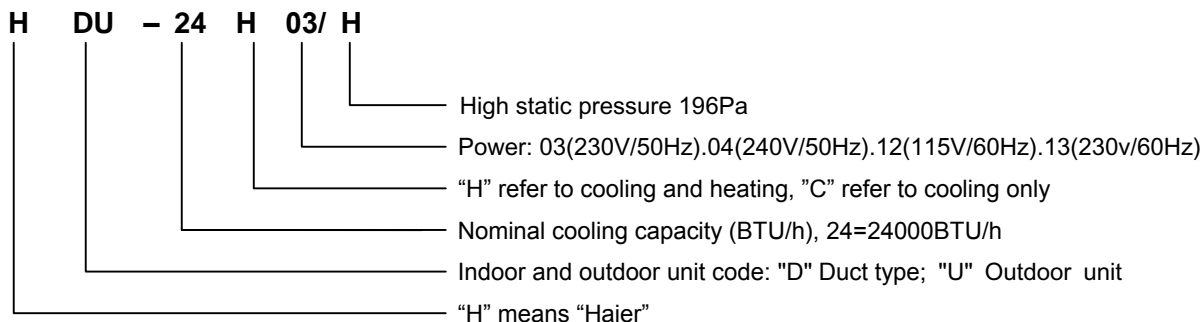 H DU – 24 H 03/ H
High static pressure 196Pa
Power: 03(230V/50Hz).04(240V/50Hz).12(115V/60Hz).13(230v/60Hz)
“H” refer to cooling and heating, ”C” refer to cooling only
Nominal cooling capacity (BTU/h), 24=24000BTU/h
Indoor and outdoor unit code: "D" Duct type; "U" Outdoor unit
“H” means “Haier”